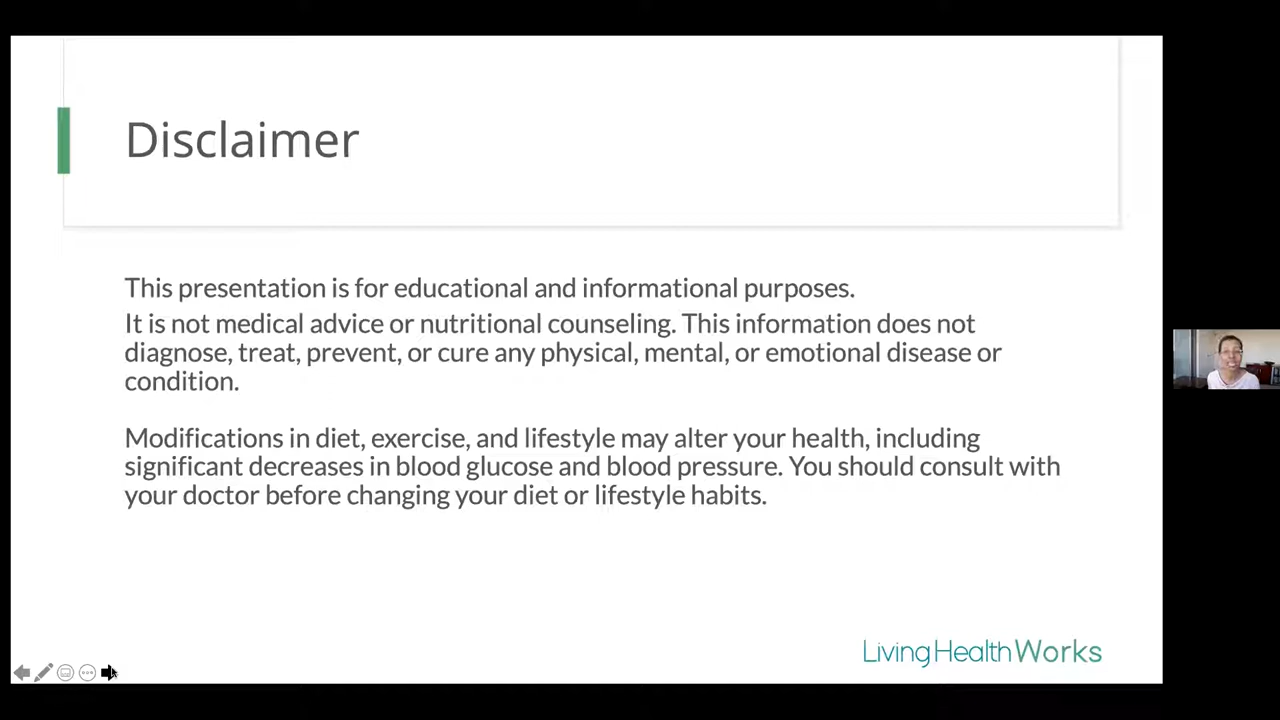 Disclaimer
This presentation is for educational and informational purposes.
It is not medical advice or nutritional counseling. This information does not
diagnose, treat, prevent, or cure any physical, mental, or emotional disease or
condition.
Modifications in diet, exercise, and lifestyle may alter your health, including
significant decreases in blood glucose and blood pressure. You should consult with
your doctor before changing your diet or lifestyle habits.
LivingHealthWorks